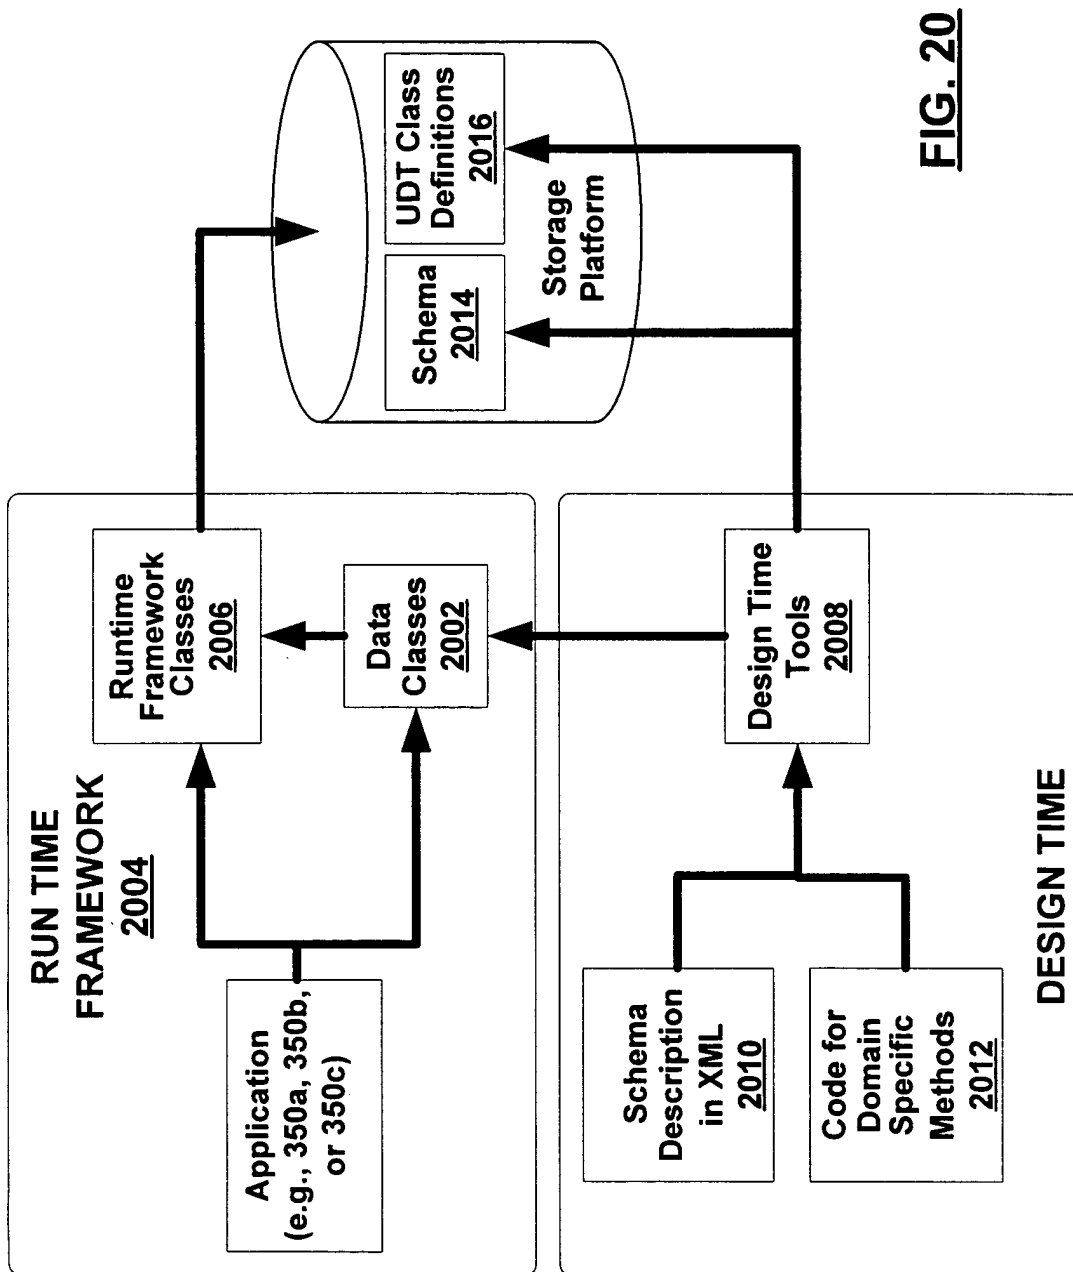 RUN TIME
FRAMEWORK
2004
Application
(e.g., 350a, 350b,
or 350c)
Runtime
Framework
Classes
2006
Data
Classes
2002
Schema
2014
UDT Class
Definitions
2016
Storage
Platform
Schema
Description
in XML
2010
Code for
Domain
Specific
Methods
2012
Design Time
Tools
2008
DESIGN TIME
FIG. 20